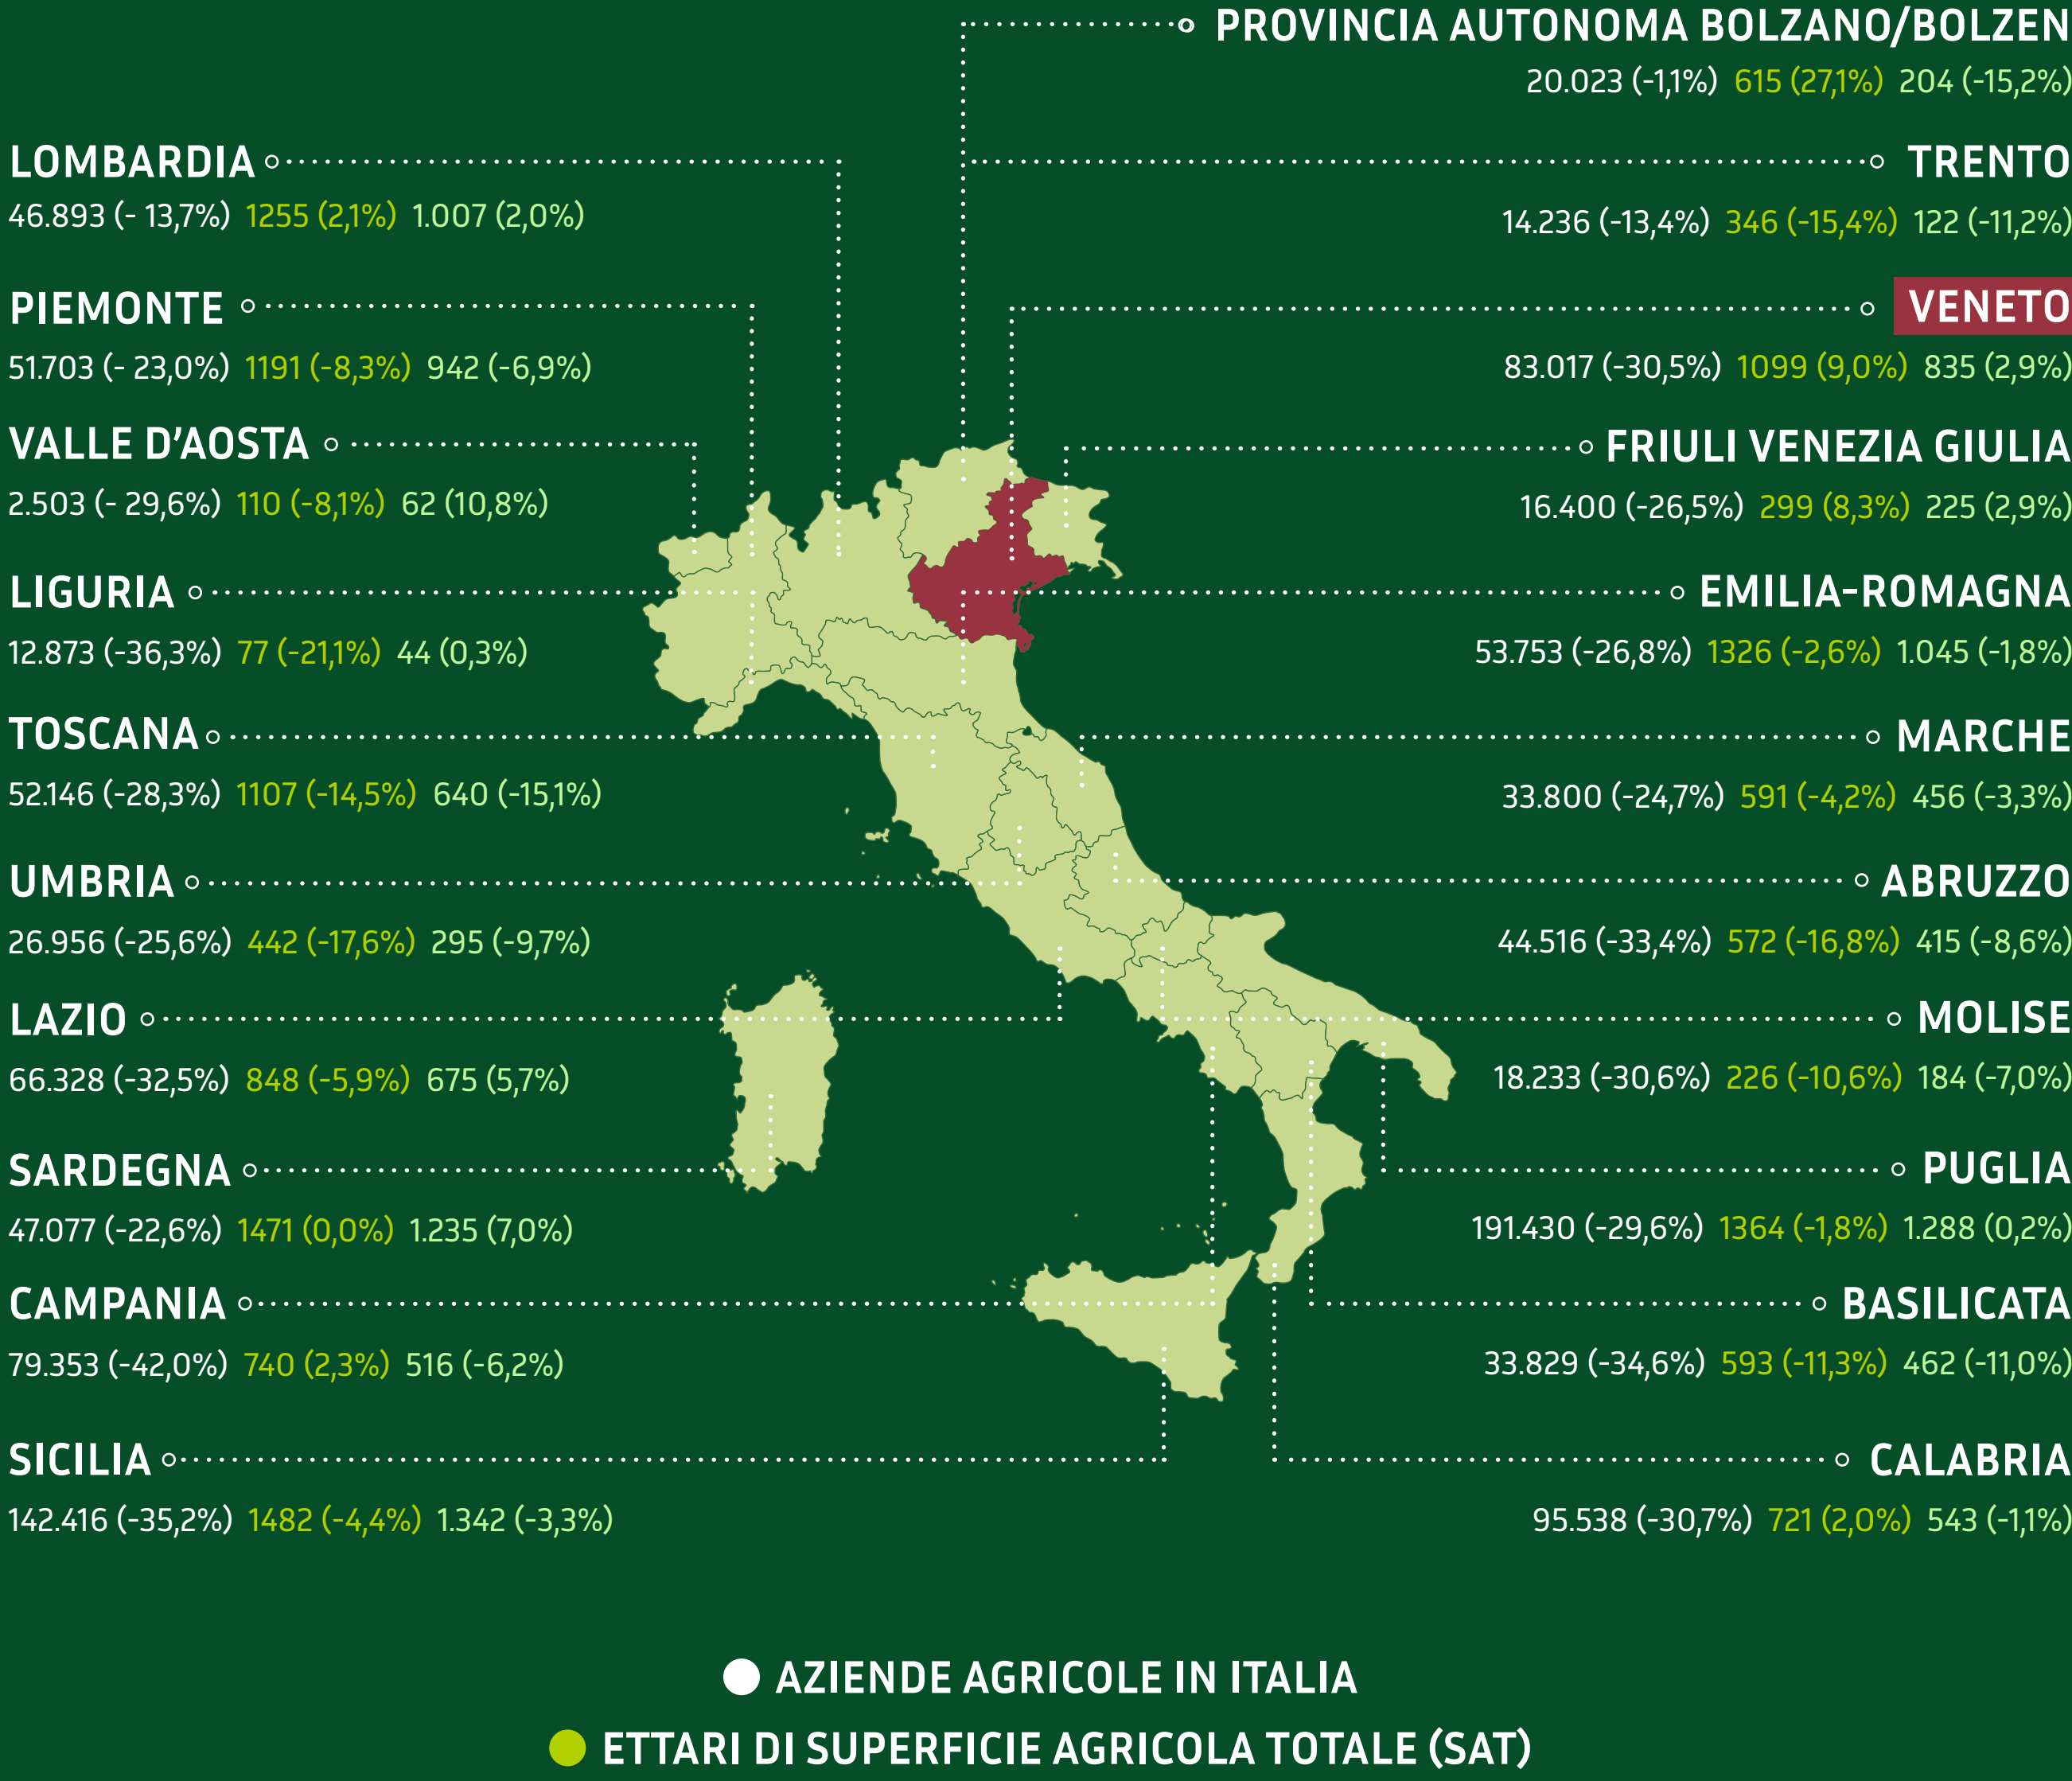 PROVINCIA AUTONOMA BOLZANO/BOLZEN
20.023 (-1,1%) 615 (27,1%) 204 (-15,2%)
LOMBARDIA
46.893 (- 13,7%) 1255 (2,1%) 1.007 (2,0%)
TRENTO
14.236 (-13,4%) 346 (-15,4%) 122 (-11,2%)
PIEMONTE
51.703 (- 23,0%) 1191 (-8,3%) 942 (-6,9%)
VENETO
83.017 (-30,5%) 1099 (9,0%) 835 (2,9%)
VALLE D’AOSTA
2.503 (- 29,6%) 110 (-8,1%) 62 (10,8%)
FRIULI VENEZIA GIULIA
16.400 (-26,5%) 299 (8,3%) 225 (2,9%)
LIGURIA
12.873 (-36,3%) 77 (-21,1%) 44 (0,3%)
EMILIA-ROMAGNA
53.753 (-26,8%) 1326 (-2,6%) 1.045 (-1,8%)
TOSCANA
52.146 (-28,3%) 1107 (-14,5%) 640 (-15,1%)
MARCHE
33.800 (-24,7%) 591 (-4,2%) 456 (-3,3%)
UMBRIA
26.956 (-25,6%) 442 (-17,6%) 295 (-9,7%)
ABRUZZO
44.516 (-33,4%) 572 (-16,8%) 415 (-8,6%)
LAZIO
66.328 (-32,5%) 848 (-5,9%) 675 (5,7%)
MOLISE
18.233 (-30,6%) 226 (-10,6%) 184 (-7,0%)
SARDEGNA
47.077 (-22,6%) 1471 (0,0%) 1.235 (7,0%)
PUGLIA
191.430 (-29,6%) 1364 (-1,8%) 1.288 (0,2%)
CAMPANIA
79.353 (-42,0%) 740 (2,3%) 516 (-6,2%)
BASILICATA
33.829 (-34,6%) 593 (-11,3%) 462 (-11,0%)
SICILIA
142.416 (-35,2%) 1482 (-4,4%) 1.342 (-3,3%)
CALABRIA
95.538 (-30,7%) 721 (2,0%) 543 (-1,1%)
AZIENDE AGRICOLE IN ITALIA
ETTARI DI SUPERFICIE AGRICOLA TOTALE (SAT)